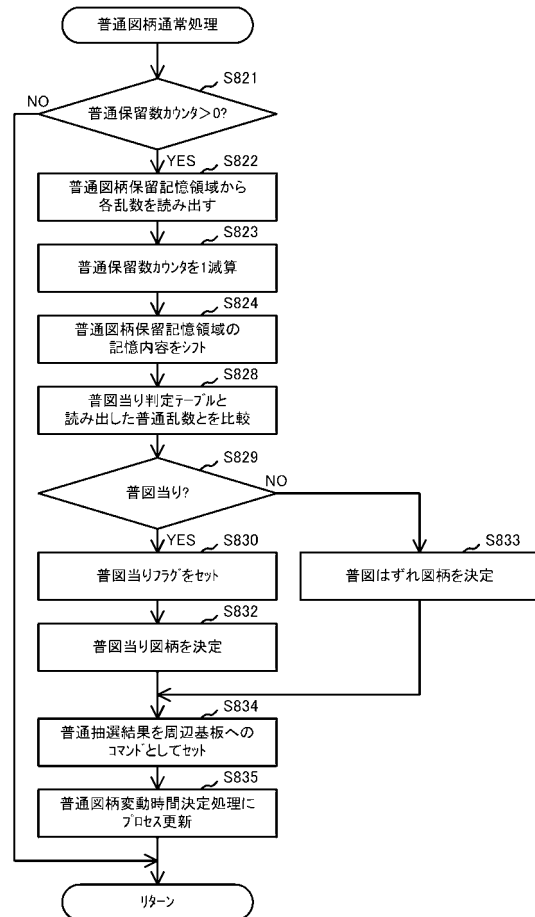 普通図柄通常処理
S821
NO
普通保留数カウンタ>0?
YES
S822
普通図柄保留記憶領域から
各乱数を読み出す
S823
普通保留数カウンタを1減算
S824
普通図柄保留記憶領域の
記憶内容をシフト
S828
普図当り判定テーブルと
読み出した普通乱数とを比較
S829
普図当り?
NO
YES
S830
普図当りフラグをセット
S833
普図はずれ図柄を決定
S832
普図当り図柄を決定
S834
普通抽選結果を周辺基板への
コマンドとしてセット
S835
普通図柄変動時間決定処理に
プロセス更新
リターン